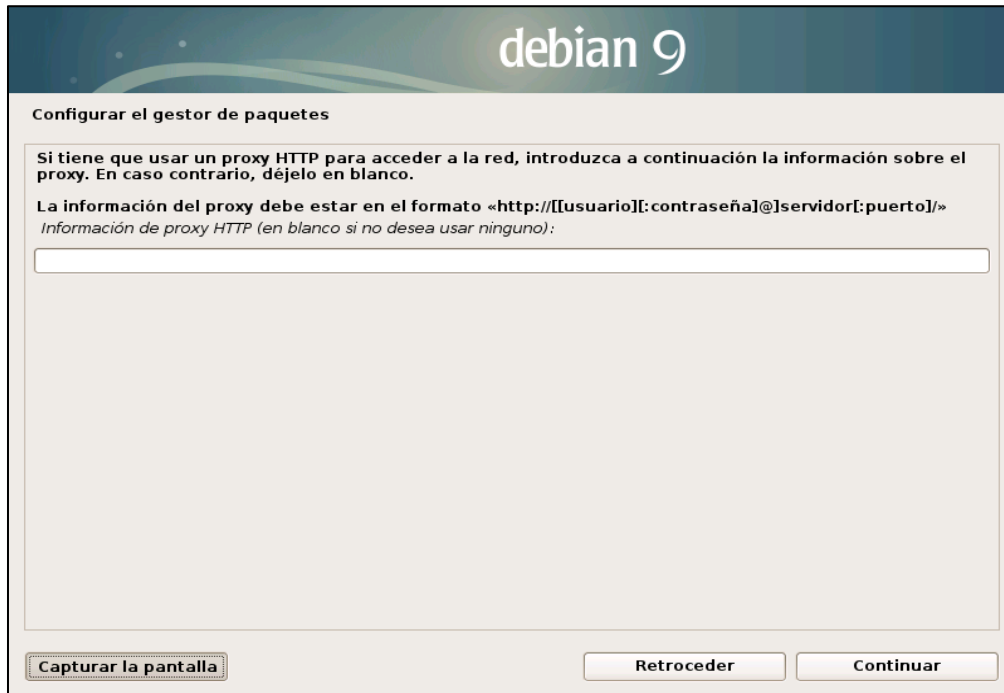 debian 9
Configurar el gestor de paquetes
Si tiene que usar un proxy HTTP para acceder a la red, introduzca a continuación la información sobre el
proxy. En caso contrario, déjelo en blanco.
La información del proxy debe estar en el formato «http://[[usuario][:contraseña]@]servidor[:puerto]/»
Información de proxy HTTP (en blanco si no desea usar ninguno):
Capturar la pantalla Retroceder Continuar